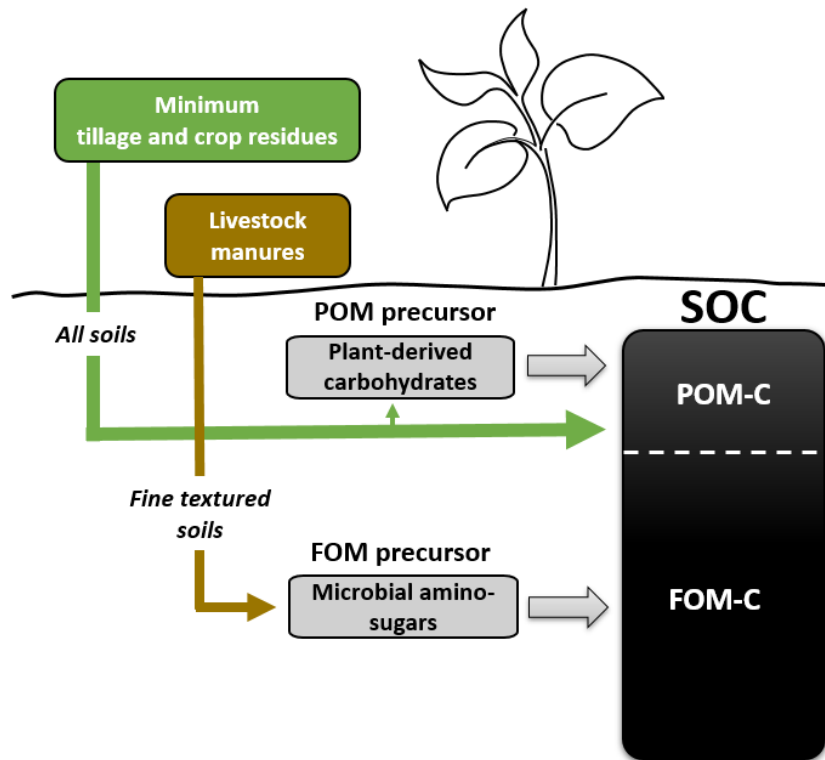 Minimum
tillage and crop residues
Livestock
manures
SOC
All soils
POM precursor
Plant-derived
carbohydrates
POM-C
Fine textured
soils
FOM precursor
Microbial amino-
sugars
FOM-C